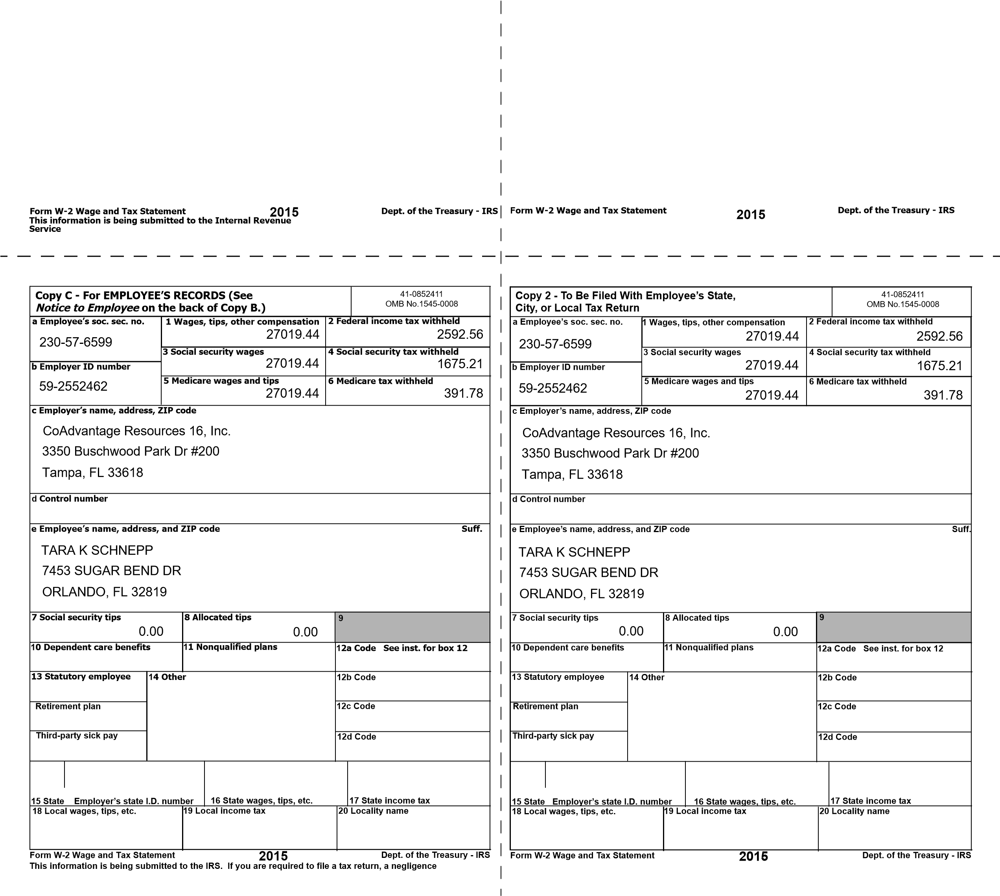 Form W-2 Wage and Tax Statement 2015 Dept. of the Treasury - IRS
This information is being submitted to the Internal Revenue
Service
Form W-2 Wage and Tax Statement 2015 Dept. of the Treasury - IRS
Copy C - For EMPLOYEE'S RECORDS (See
Notice to Employee on the back of Copy B.)
41-0852411
OMB No.1545-0008
a Employee's soc. sec. no.
230-57-6599
1 Wages, tips, other compensation
27019.44
2 Federal income tax withheld
2592.56
3 Social security wages
27019.44
4 Social security tax withheld
1675.21
b Employer ID number
59-2552462
5 Medicare wages and tips
27019.44
6 Medicare tax withheld
391.78
c Employer's name, address, ZIP code
CoAdvantage Resources 16, Inc.
3350 Buschwood Park Dr #200
Tampa, FL 33618
d Control number
e Employee's name, address, and ZIP code Suff.
TARA K SCHNEPP
7453 SUGAR BEND DR
ORLANDO, FL 32819
7 Social security tips
0.00
8 Allocated tips
0.00
9
10 Dependent care benefits
11 Nonqualified plans
12a Code See inst. for box 12
13 Statutory employee
14 Other
12b Code
Retirement plan
12c Code
Third-party sick pay
12d Code
15 State Employer's state I.D. number
16 State wages, tips, etc.
17 State income tax
18 Local wages, tips, etc.
19 Local income tax
20 Locality name
Form W-2 Wage and Tax Statement 2015 Dept. of the Treasury - IRS
This information is being submitted to the IRS. If you are required to file a tax return, a negligence
Copy 2 - To Be Filed With Employee's State,
City, or Local Tax Return
41-0852411
OMB No.1545-0008
a Employee's soc. sec. no.
230-57-6599
1 Wages, tips, other compensation
27019.44
2 Federal income tax withheld
2592.56
3 Social security wages
27019.44
4 Social security tax withheld
1675.21
b Employer ID number
59-2552462
5 Medicare wages and tips
27019.44
6 Medicare tax withheld
391.78
c Employer's name, address, ZIP code
CoAdvantage Resources 16, Inc.
3350 Buschwood Park Dr #200
Tampa, FL 33618
d Control number
e Employee's name, address, and ZIP code Suff.
TARA K SCHNEPP
7453 SUGAR BEND DR
ORLANDO, FL 32819
7 Social security tips
0.00
8 Allocated tips
0.00
9
10 Dependent care benefits
11 Nonqualified plans
12a Code See inst. for box 12
13 Statutory employee
14 Other
12b Code
Retirement plan
12c Code
Third-party sick pay
12d Code
15 State Employer's state I.D. number
16 State wages, tips, etc.
17 State income tax
18 Local wages, tips, etc.
19 Local income tax
20 Locality name
Form W-2 Wage and Tax Statement 2015 Dept. of the Treasury - IRS